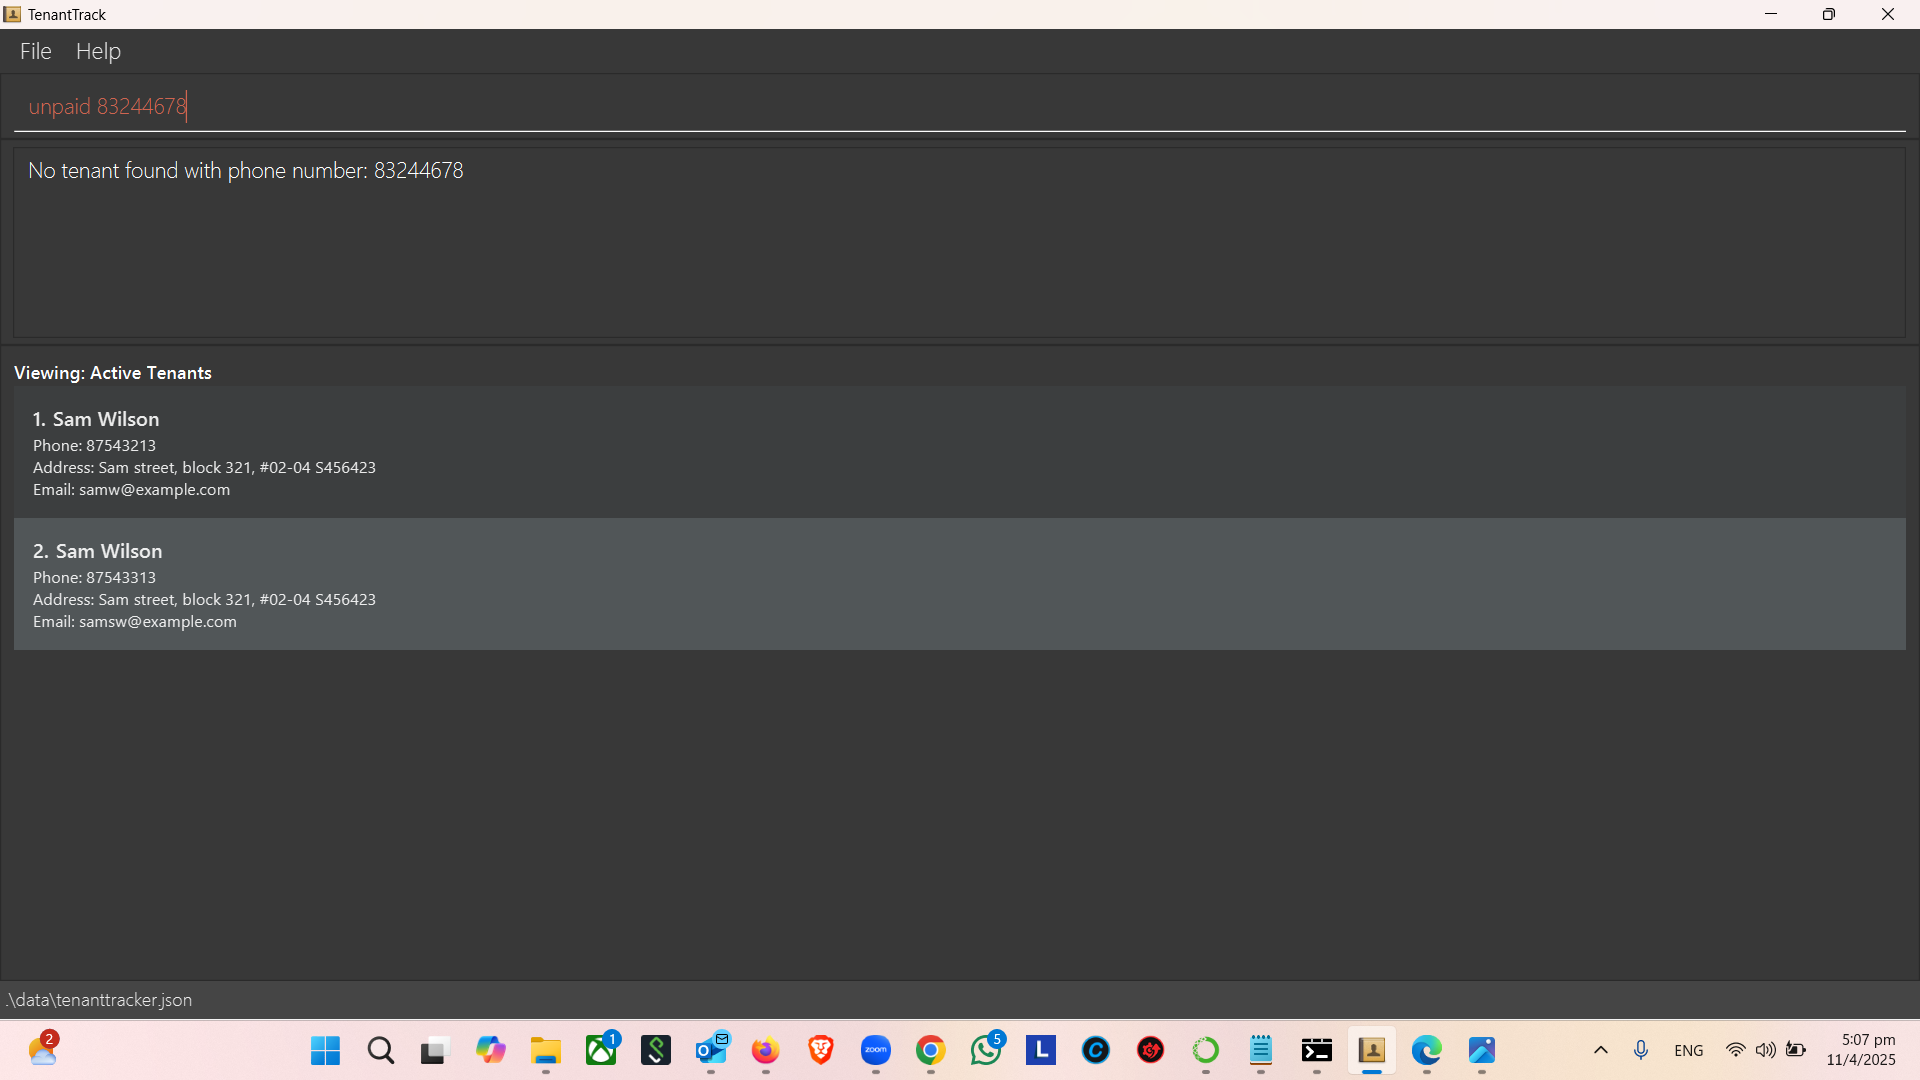 TenantTrack
File Help
unpaid 83244678
No tenant found with phone number: 83244678
Viewing: Active Tenants
1. Sam Wilson
Phone: 87543213
Address: Sam street, block 321, #02-04 S456423
Email: samw@example.com
2. Sam Wilson
Phone: 87543313
Address: Sam street, block 321, #02-04 S456423
Email: samsw@example.com
.\data\tenanttracker.json
2
1
zoom
5
L
C
ENG
5:07 pm
11/4/2025